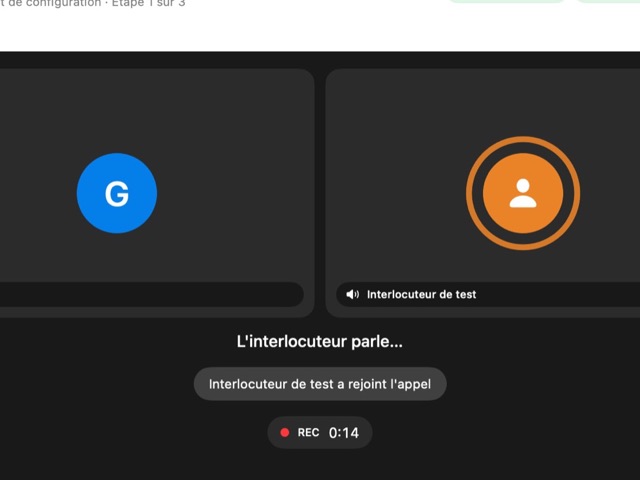 t de configuration · Étape 1 sur 3
G
Interlocuteur de test
L'interlocuteur parle...
Interlocuteur de test a rejoint l'appel
REC 0:14